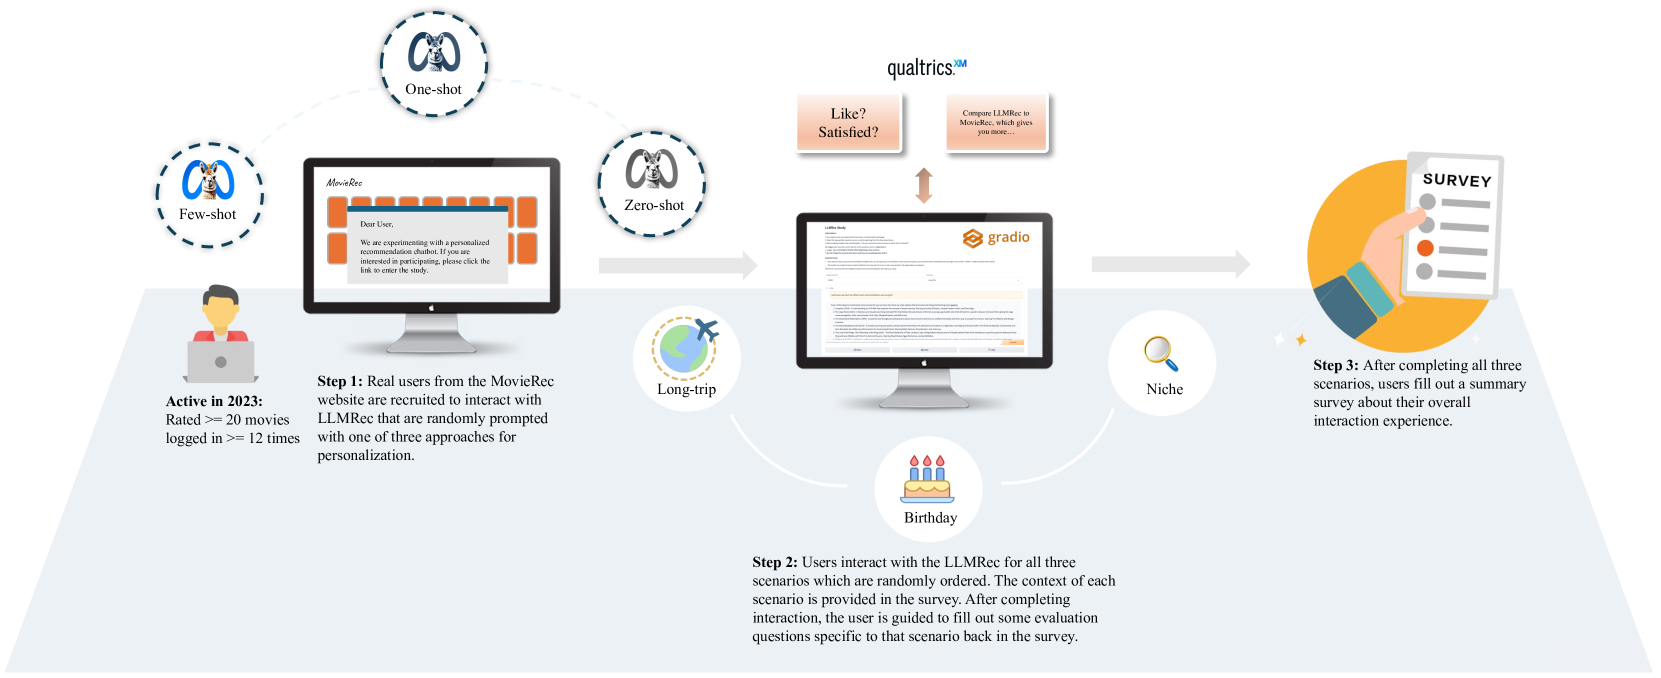 One-shot
Few-shot
Zero-shot
MovieRec
Dear User,
We are experimenting with a personalized
recommendation chatbot. If you are
interested in participating, please click the
link to enter the study.
Active in 2023:
Rated >= 20 movies
logged in >= 12 times
Step 1: Real users from the MovieRec
website are recruited to interact with
LLMRec that are randomly prompted
with one of three approaches for
personalization.
qualtrics.XM
Like?
Satisfied?
Compare LLMRec to
MovieRec, which gives
you more...
LLMRec Study
gradio
Long-trip
Birthday
Niche
Step 2: Users interact with the LLMRec for all three
scenarios which are randomly ordered. The context of each
scenario is provided in the survey. After completing
interaction, the user is guided to fill out some evaluation
questions specific to that scenario back in the survey.
SURVEY
Step 3: After completing all three
scenarios, users fill out a summary
survey about their overall
interaction experience.